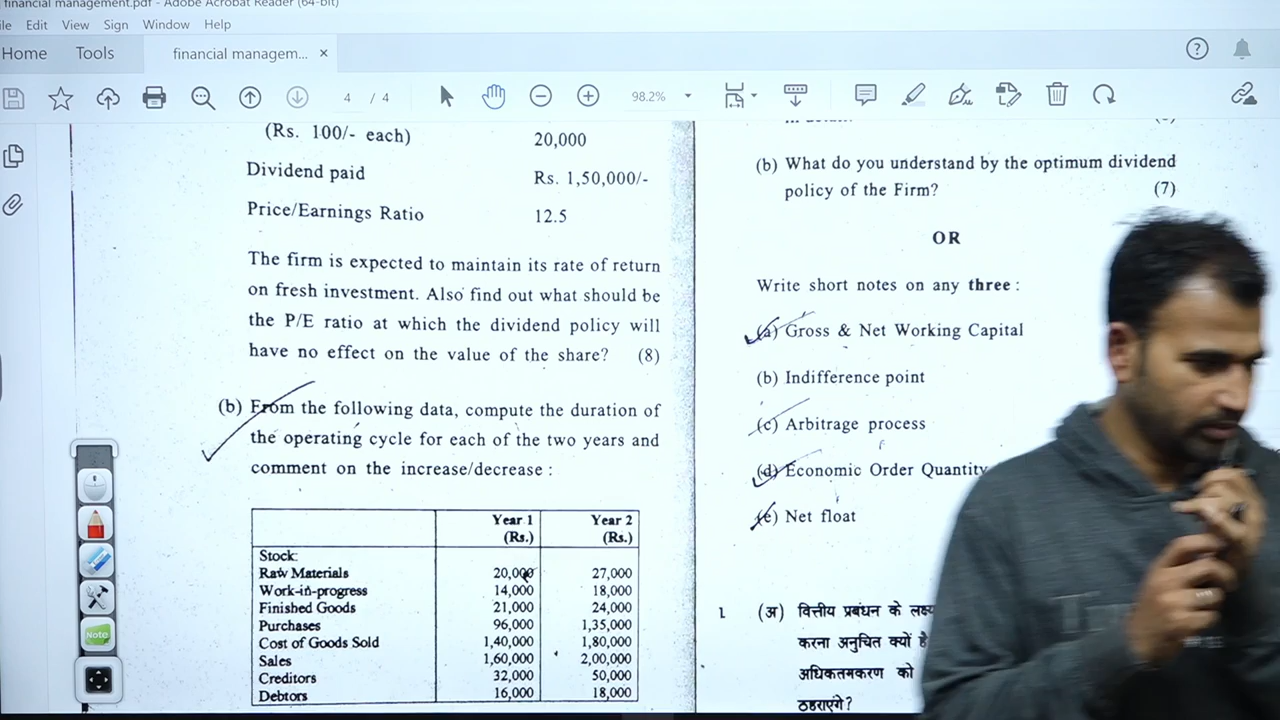 financial management.pdf - Adobe Acrobat Reader (64-bit)
ile Edit View Sign Window Help
Home Tools financial managem... ×
4 / 4 98.2%
(Rs. 100/- each) 20,000
Dividend paid Rs. 1,50,000/-
Price/Earnings Ratio 12.5
The firm is expected to maintain its rate of return
on fresh investment. Also find out what should be
the P/E ratio at which the dividend policy will
have no effect on the value of the share? (8)
(b) From the following data, compute the duration of
the operating cycle for each of the two years and
comment on the increase/decrease :
Year 1 Year 2
(Rs.) (Rs.)
Stock:
Raw Materials 20,000 27,000
Work-in-progress 14,000 18,000
Finished Goods 21,000 24,000
Purchases 96,000 1,35,000
Cost of Goods Sold 1,40,000 1,80,000
Sales 1,60,000 2,00,000
Creditors 32,000 50,000
Debtors 16,000 18,000
Note
(b) What do you understand by the optimum dividend
policy of the Firm? (7)
OR
Write short notes on any three :
(a) Gross & Net Working Capital
(b) Indifference point
(c) Arbitrage process
(d) Economic Order Quantity
(e) Net float
1 (अ) वित्तीय प्रबंधन के लक्ष्य
करना अनुचित क्यों है
अधिकतमकरण को
ठहराएंगे?